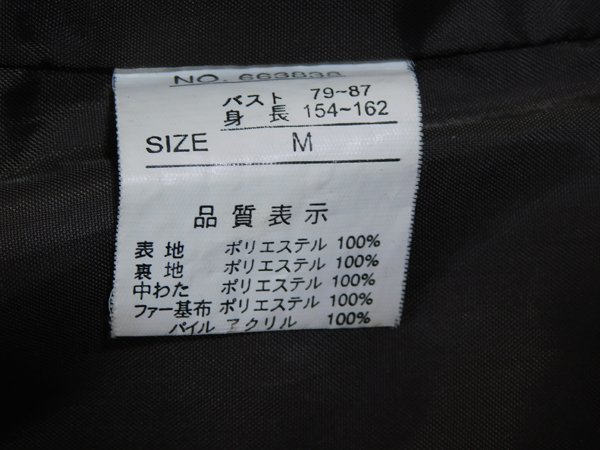 NO. 663838
バスト 79~87
身長 154~162
SIZE M
品質表示
表地 ポリエステル 100%
裏地 ポリエステル 100%
中わた ポリエステル 100%
ファー基布 ポリエステル 100%
パイル アクリル 100%